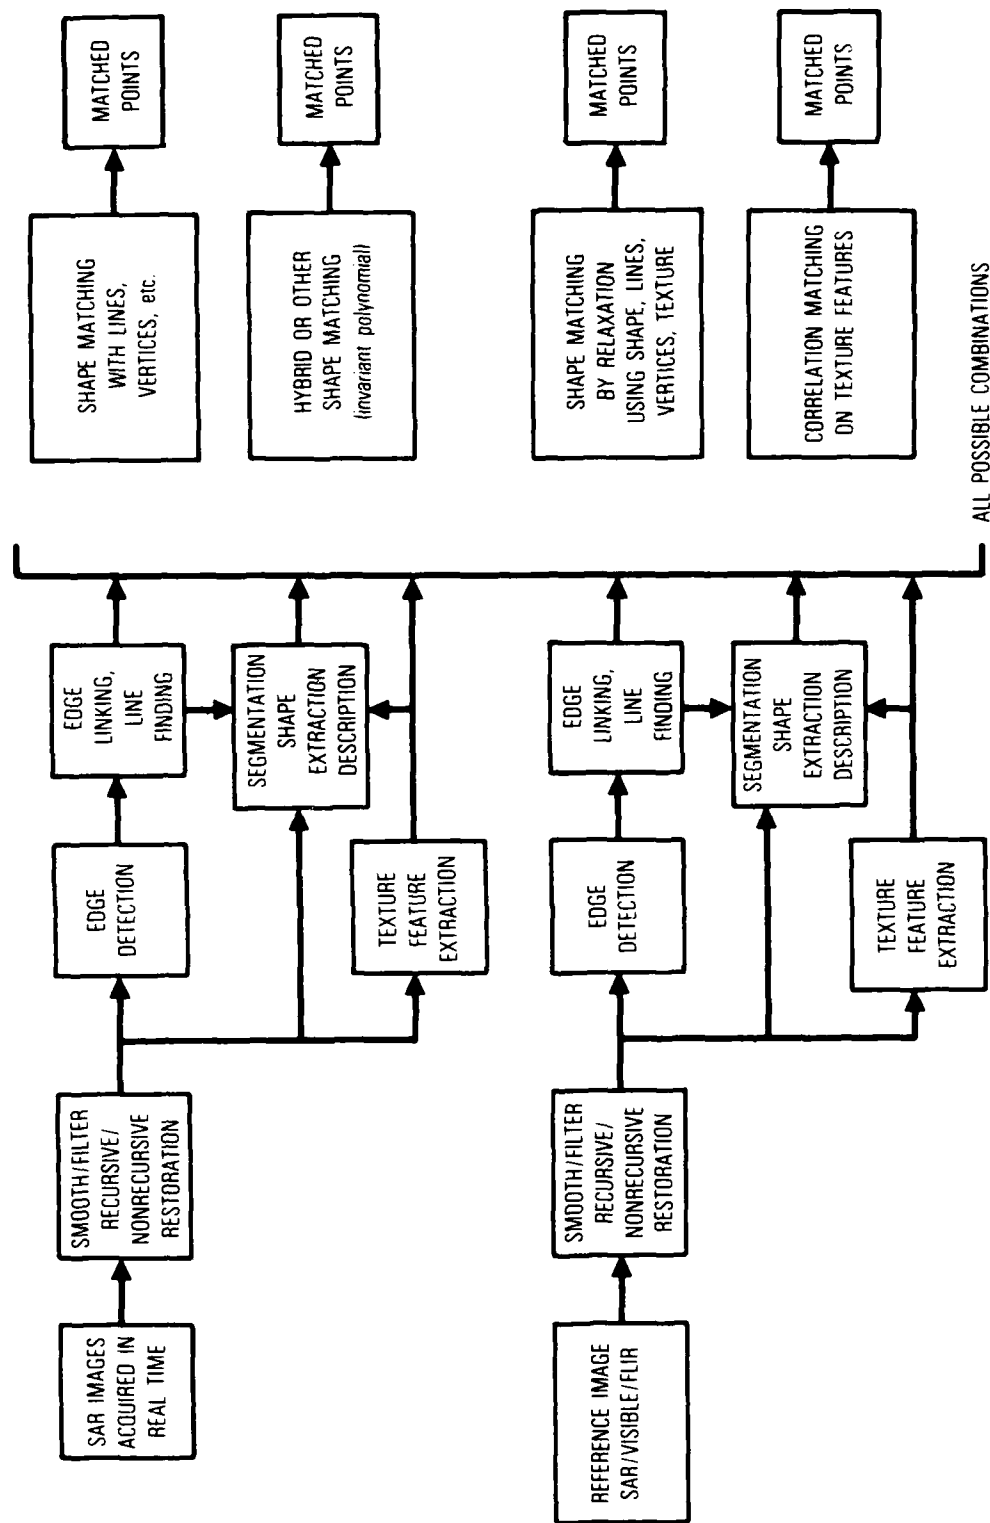 SAR IMAGES
ACQUIRED IN
REAL TIME
SMOOTH/FILTER
RECURSIVE/
NONRECURSIVE
RESTORATION
EDGE
DETECTION
EDGE
LINKING,
LINE
FINDING
SEGMENTATION
SHAPE
EXTRACTION
DESCRIPTION
TEXTURE
FEATURE
EXTRACTION
SHAPE MATCHING
WITH LINES,
VERTICES, etc.
MATCHED
POINTS
HYBRID OR OTHER
SHAPE MATCHING
(invariant polynomial)
MATCHED
POINTS
REFERENCE IMAGE
SAR/VISIBLE/FLIR
SMOOTH/FILTER
RECURSIVE/
NONRECURSIVE
RESTORATION
EDGE
DETECTION
EDGE
LINKING,
LINE
FINDING
SEGMENTATION
SHAPE
EXTRACTION
DESCRIPTION
TEXTURE
FEATURE
EXTRACTION
SHAPE MATCHING
BY RELAXATION
USING SHAPE, LINES,
VERTICES, TEXTURE
MATCHED
POINTS
CORRELATION MATCHING
ON TEXTURE FEATURES
MATCHED
POINTS
ALL POSSIBLE COMBINATIONS